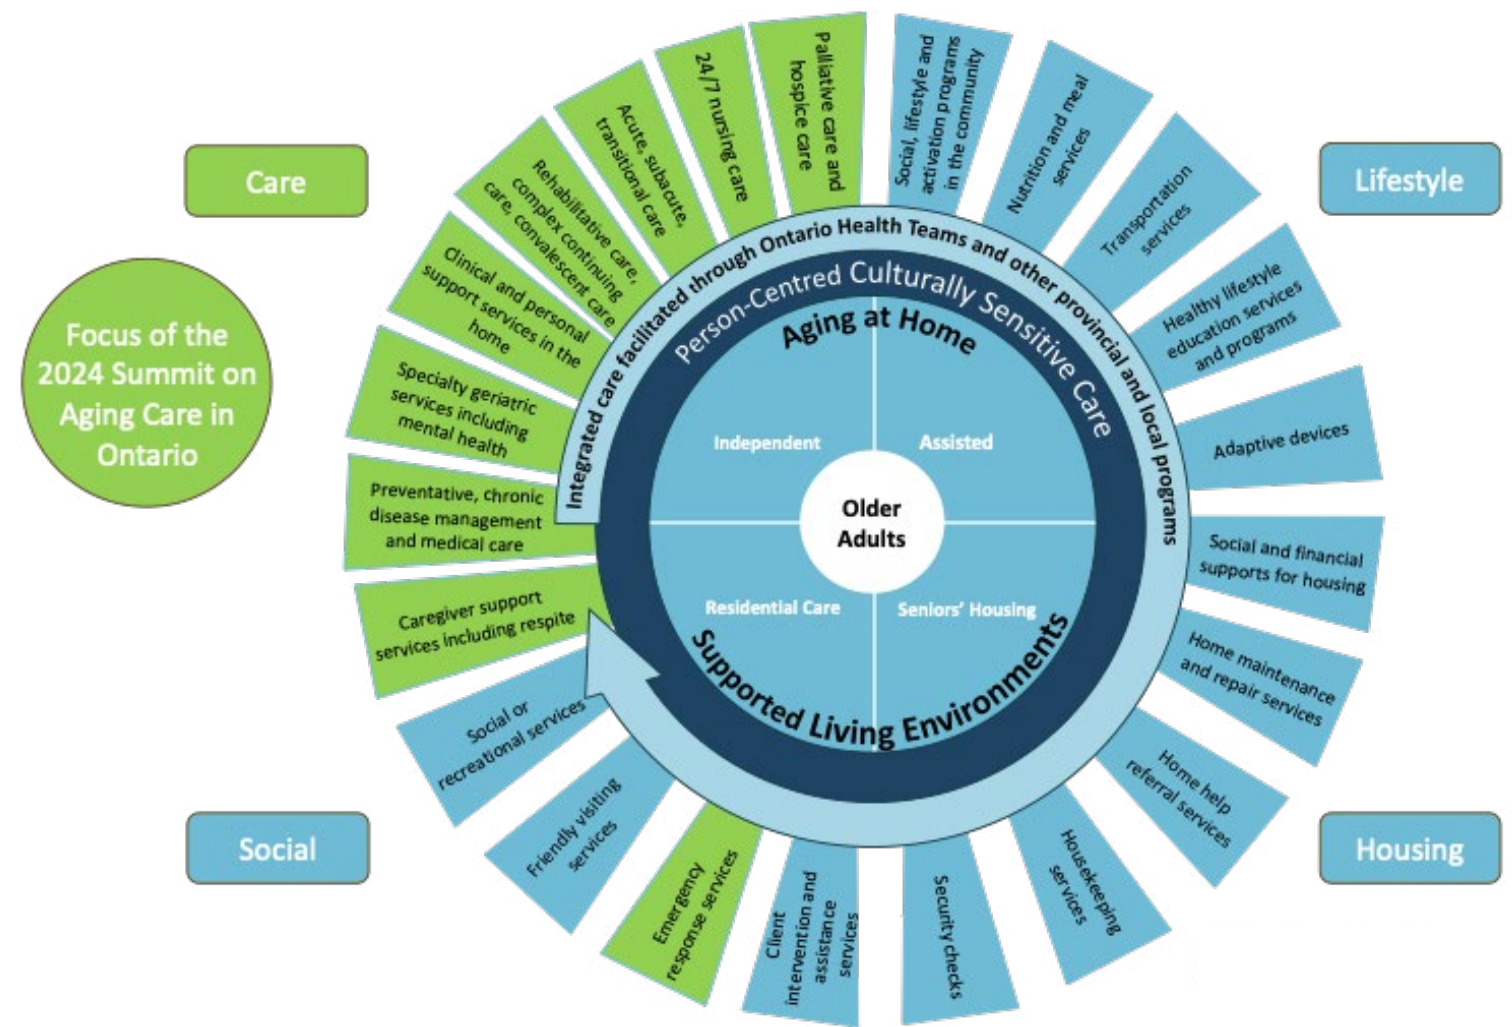 Care
Focus of the
2024 Summit on
Aging Care in
Ontario
Social
Lifestyle
Housing
Palliative care and
hospice care
Social, lifestyle and
activation programs
in the community
Nutrition and meal
services
Transportation
services
Healthy lifestyle
education services
and programs
Adaptive devices
Social and financial
supports for housing
Home maintenance
and repair services
Home help
referral services
Housekeeping
services
Security checks
Client
intervention and
assistance
services
Emergency
response services
Friendly visiting
services
Social or
recreational services
Caregiver support
services including respite
Preventative, chronic
disease management
and medical care
Specialty geriatric
services including
mental health
Clinical and personal
support services in the
home
Rehabilitative care,
complex continuing
care, convalescent care
Acute, subacute,
transitional care
24/7 nursing care
Integrated care facilitated through Ontario Health Teams and other provincial and local programs
Person-Centred Culturally Sensitive Care
Aging at Home
Independent
Assisted
Older
Adults
Residential Care
Seniors’ Housing
Supported Living Environments